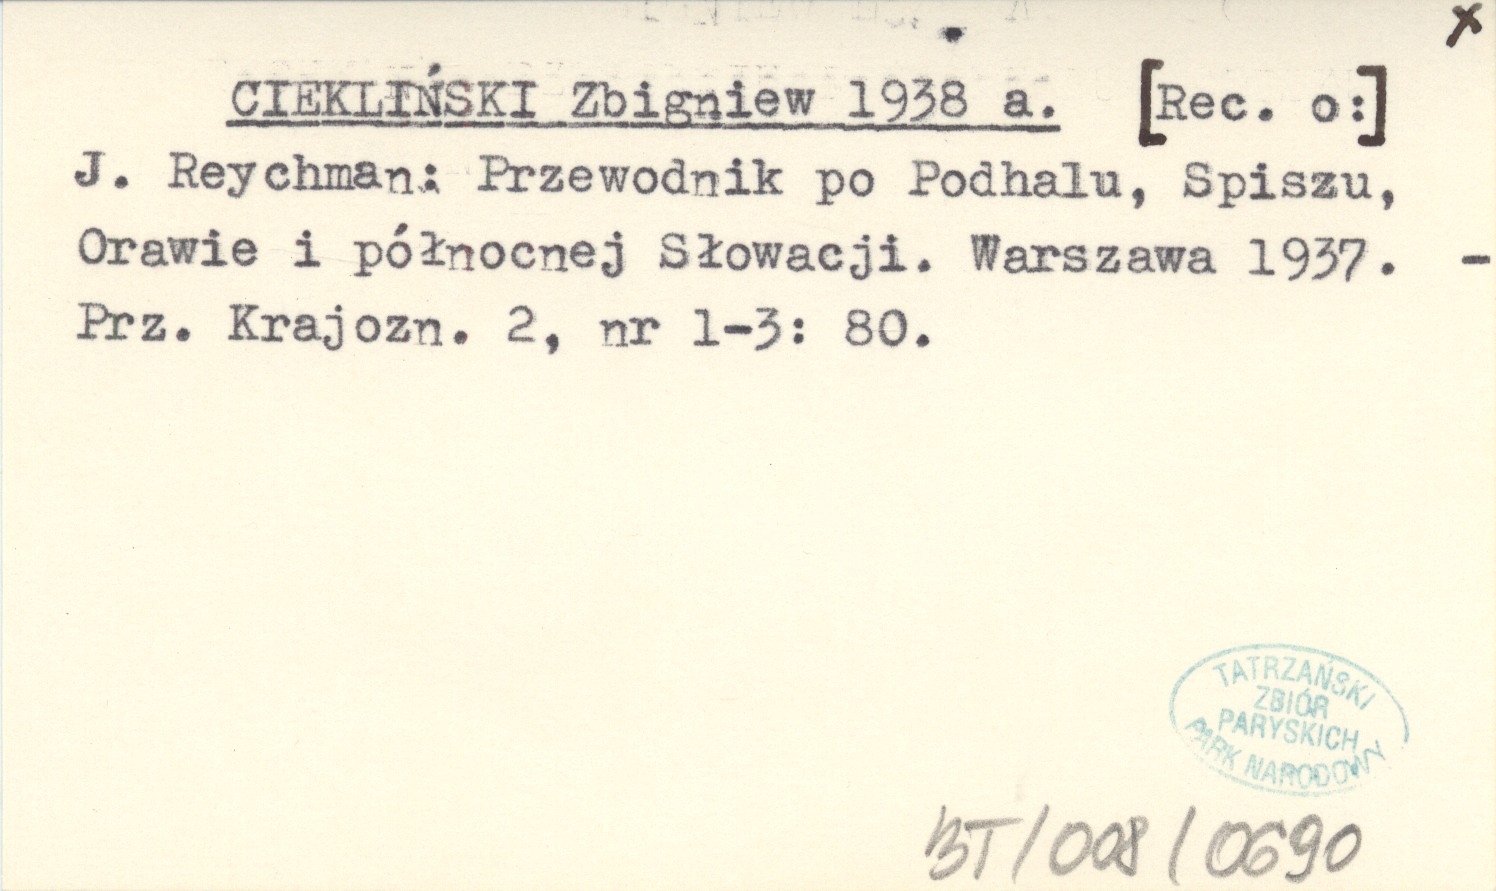 x
CIEKLIŃSKI Zbigniew 1938 a. [Rec. o:]
J. Reychman: Przewodnik po Podhalu, Spiszu,
Orawie i północnej Słowacji. Warszawa 1937. -
Prz. Krajozn. 2, nr 1-3: 80.
TATRZAŃSKI
ZBIÓR
PARYSKICH
PARK NARODOWY
BT/008/0690